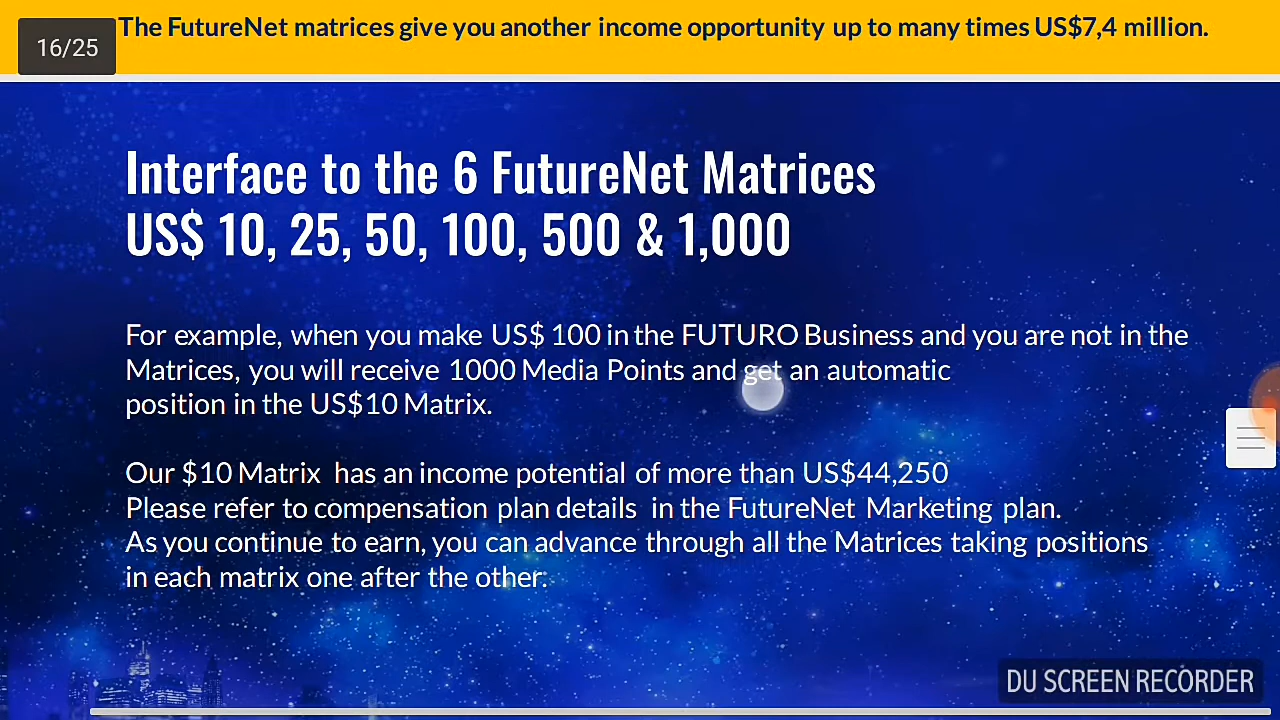 The FutureNet matrices give you another income opportunity up to many times US$7,4 million.
16/25
Interface to the 6 FutureNet Matrices
US$ 10, 25, 50, 100, 500 & 1,000
For example, when you make US$ 100 in the FUTURO Business and you are not in the
Matrices, you will receive 1000 Media Points and get an automatic
position in the US$10 Matrix.
Our $10 Matrix has an income potential of more than US$44,250
Please refer to compensation plan details in the FutureNet Marketing plan.
As you continue to earn, you can advance through all the Matrices taking positions
in each matrix one after the other.
DU SCREEN RECORDER